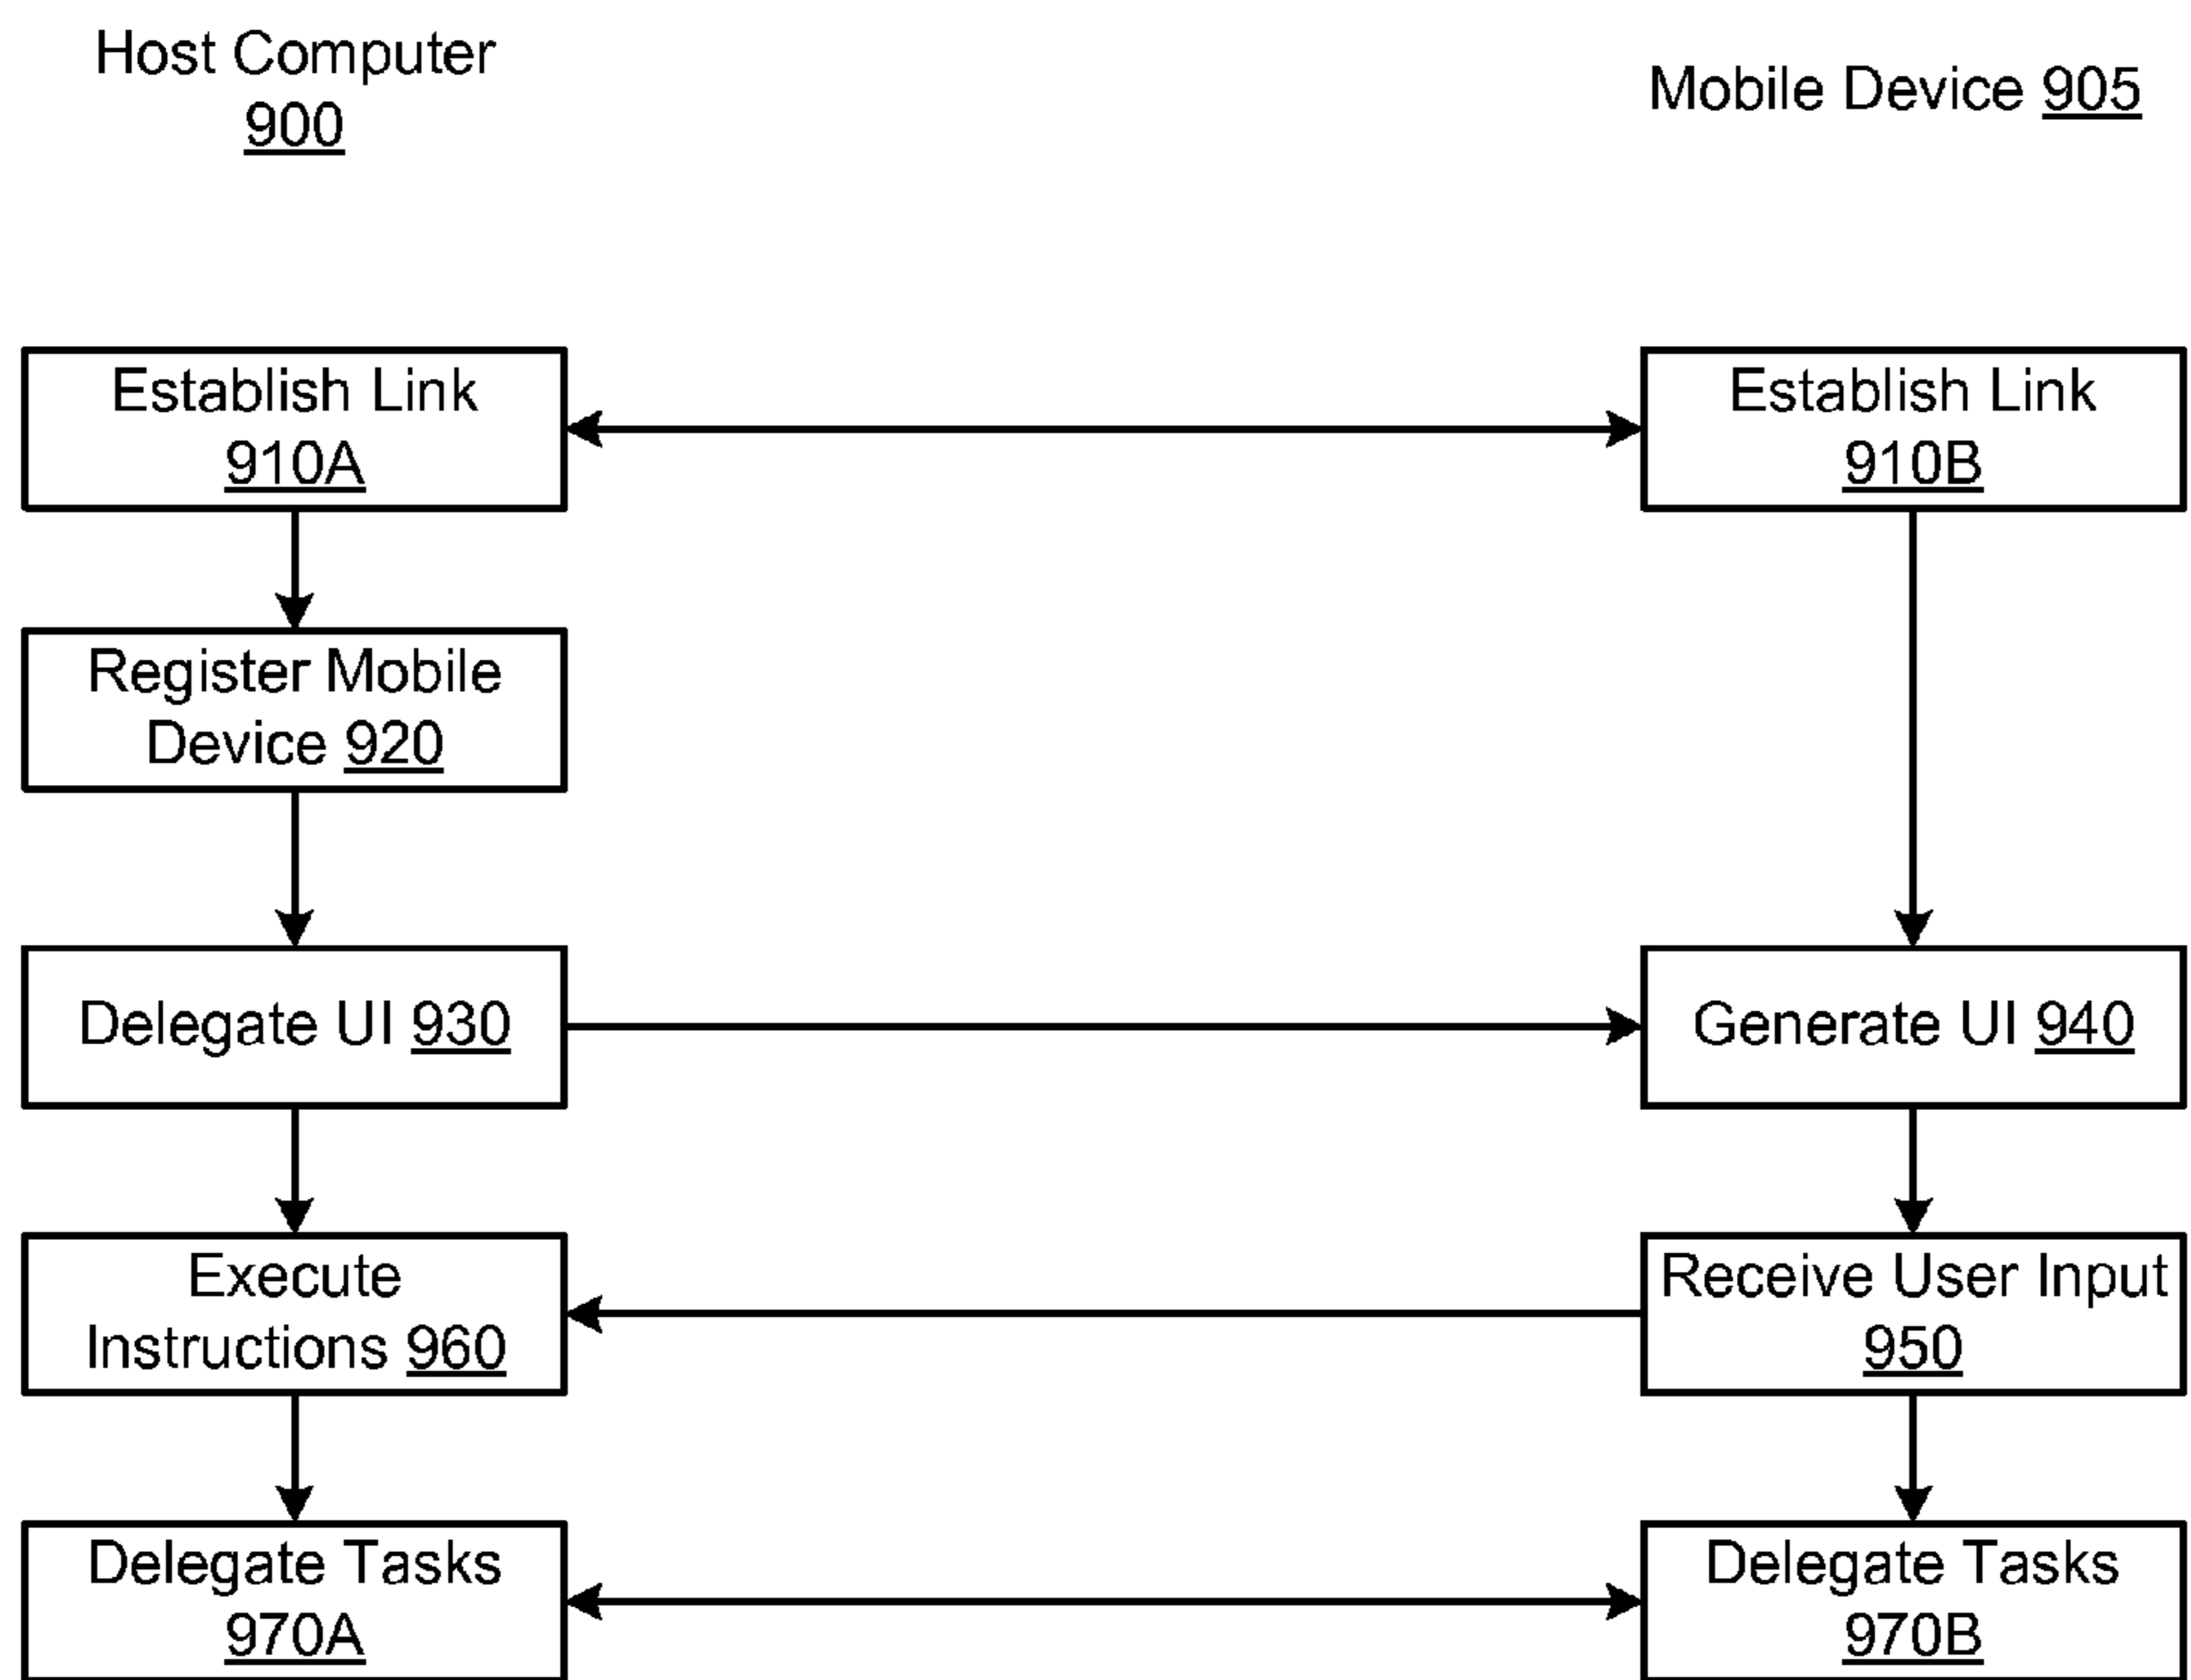 Host Computer
900
Mobile Device 905
Establish Link
910A
Establish Link
910B
Register Mobile
Device 920
Delegate UI 930
Generate UI 940
Execute
Instructions 960
Receive User Input
950
Delegate Tasks
970A
Delegate Tasks
970B